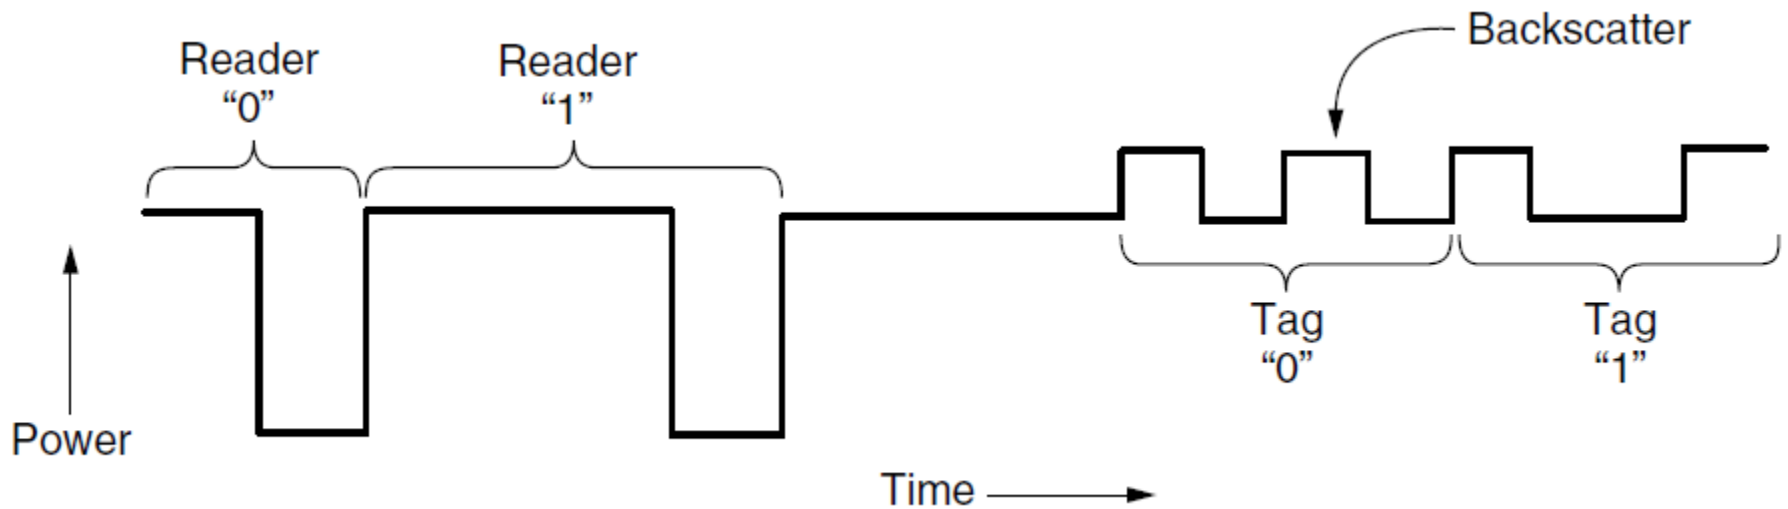 Backscatter
Reader
“0”
Reader
“1”
Tag
“0”
Tag
“1”
Power
Time